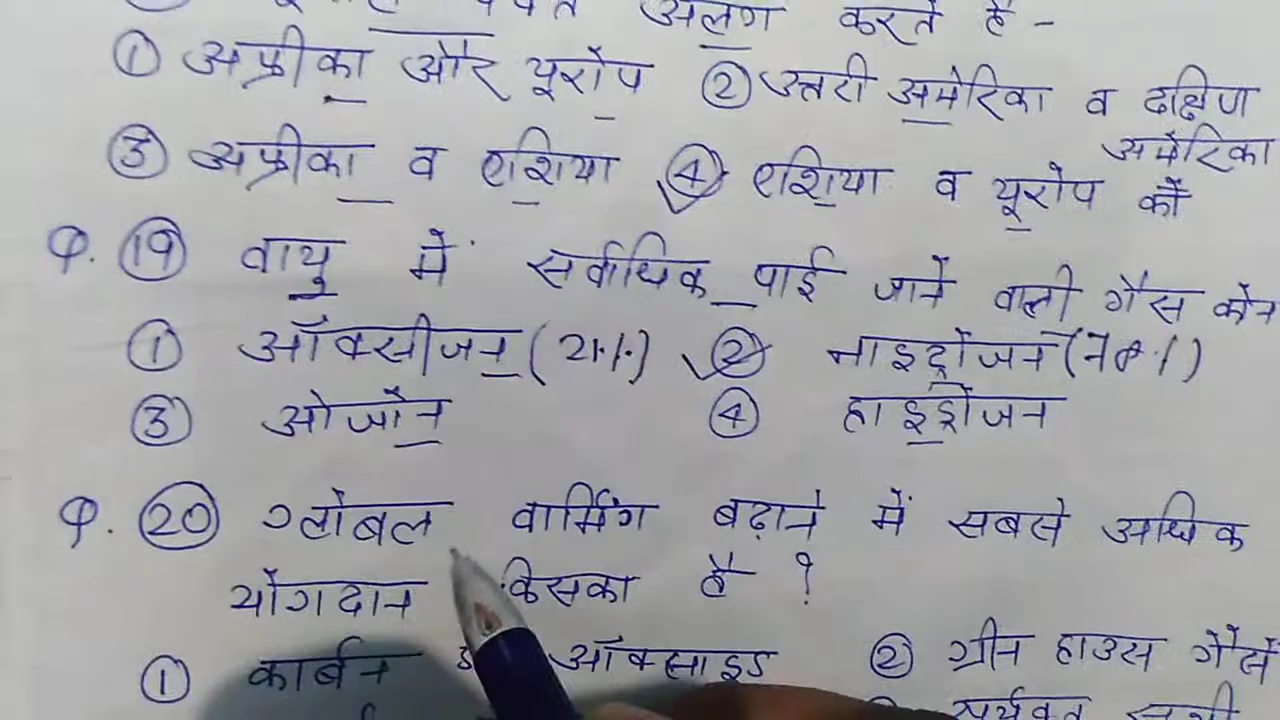 पर्वत अलग करते है -
① अफ्रीका और यूरोप ② उत्तरी अमेरिका व दक्षिण अमेरिका
③ अफ्रीका व एशिया ④ एशिया व यूरोप को
Q. ⑲ वायु में सर्वाधिक पाई जाने वाली गैस कौन
① ऑक्सीजन (21%) ② नाइट्रोजन (78%)
③ ओजोन ④ हाइड्रोजन
Q. ⑳ ग्लोबल वार्मिंग बढ़ाने में सबसे अधिक
योगदान किसका है ?
① कार्बन ऑक्साइड ② ग्रीन हाउस गैसें